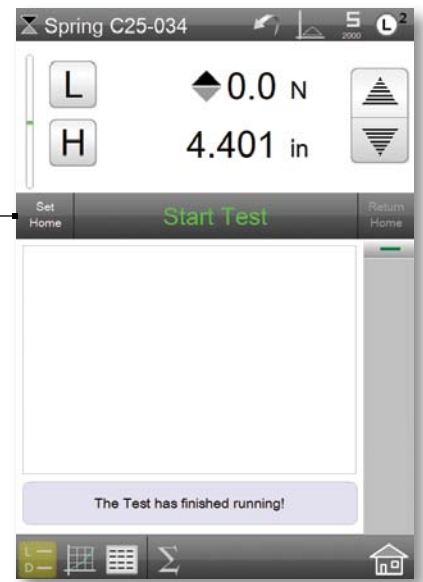 Spring C25-034
S
2000
L2
L
0.0 N
H
4.401 in
Set
Home
Start Test
Return
Home
The Test has finished running!
L
D
Σ